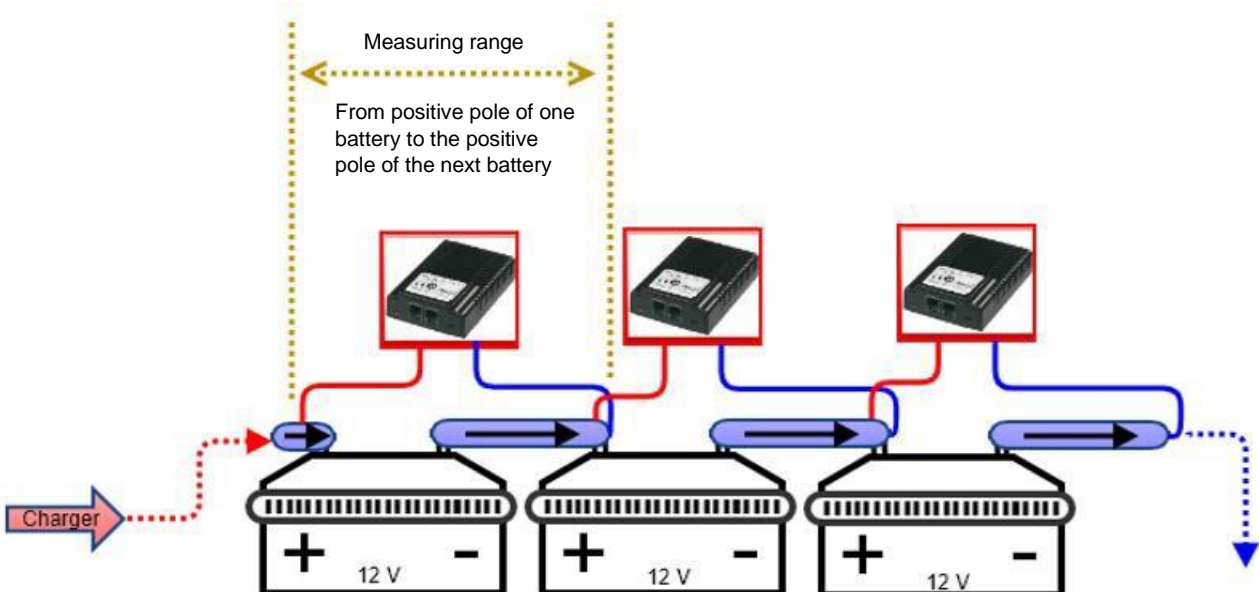 Measuring range
From positive pole of one
battery to the positive
pole of the next battery
Charger
+ -
12 V
+ -
12 V
+ -
12 V